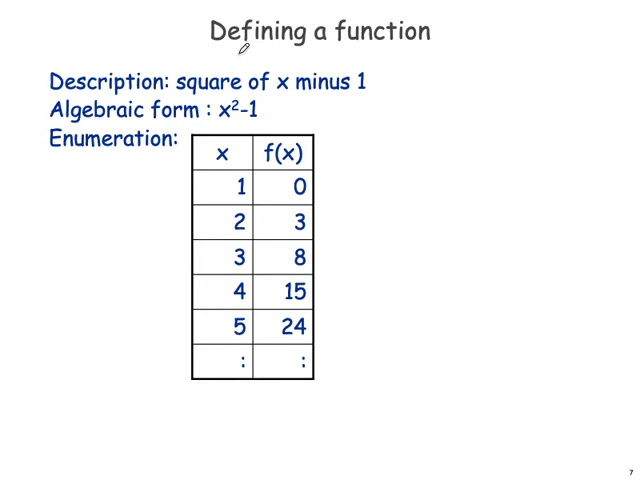 Defining a function
Description: square of x minus 1
Algebraic form : x²-1
Enumeration:
x f(x)
1 0
2 3
3 8
4 15
5 24
: :
7